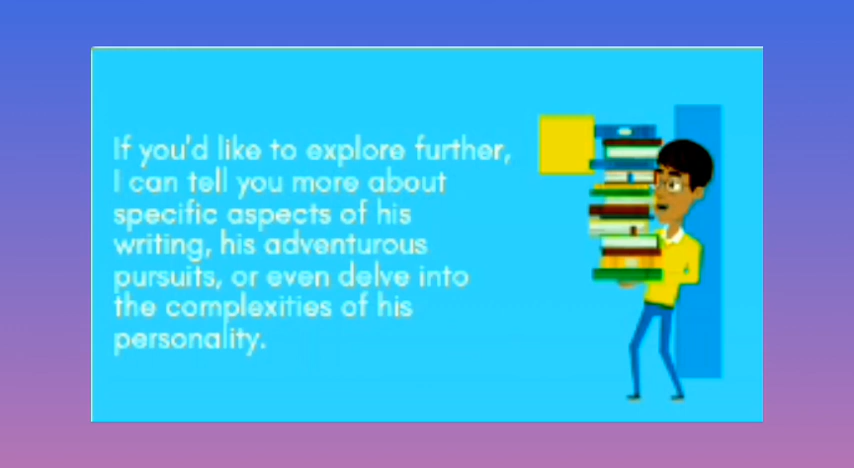 If you'd like to explore further,
I can tell you more about
specific aspects of his
writing, his adventurous
pursuits, or even delve into
the complexities of his
personality.